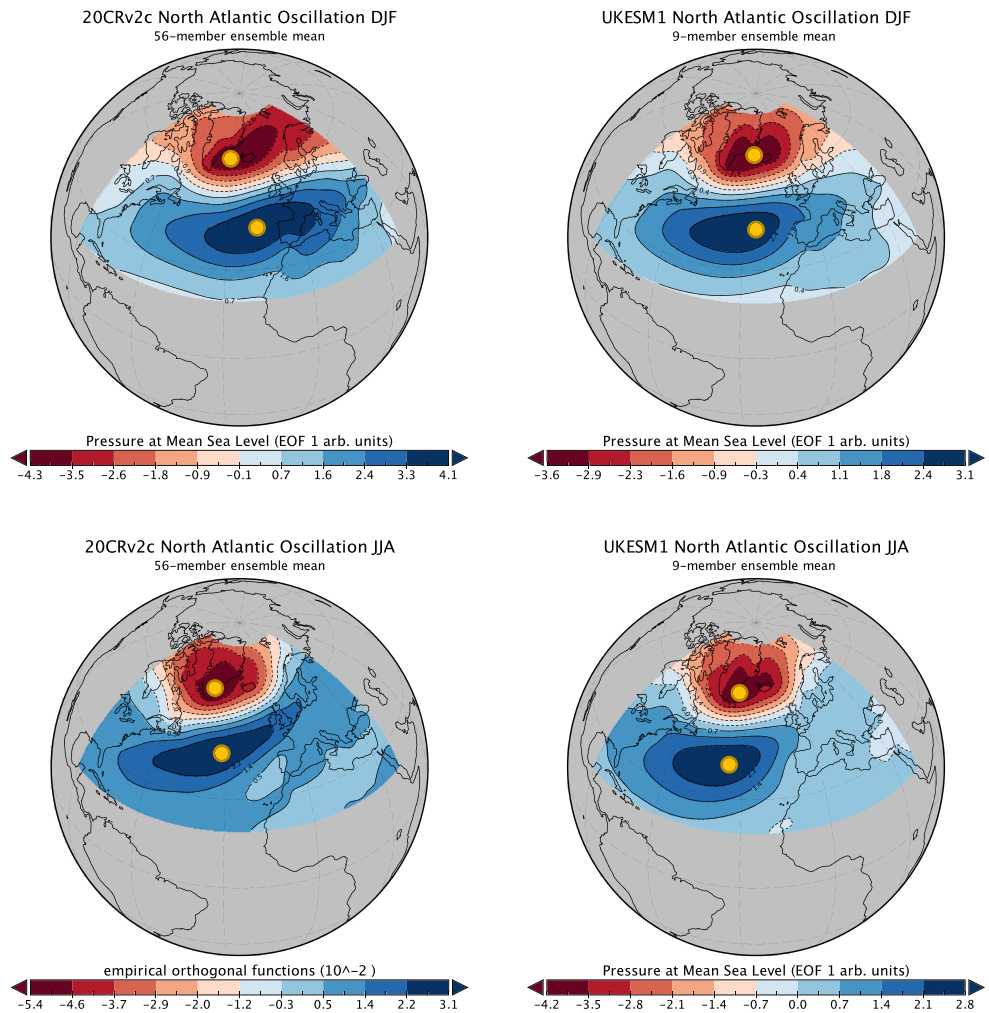 20CRv2c North Atlantic Oscillation DJF
56-member ensemble mean
0.7
Pressure at Mean Sea Level (EOF 1 arb. units)
−4.3 −3.5 −2.6 −1.8 −0.9 −0.1 0.7 1.6 2.4 3.3 4.1
UKESM1 North Atlantic Oscillation DJF
9-member ensemble mean
0.4
Pressure at Mean Sea Level (EOF 1 arb. units)
−3.6 −2.9 −2.3 −1.6 −0.9 −0.3 0.4 1.1 1.8 2.4 3.1
20CRv2c North Atlantic Oscillation JJA
56-member ensemble mean
0.5
empirical orthogonal functions (10^−2 )
−5.4 −4.6 −3.7 −2.9 −2.0 −1.2 −0.3 0.5 1.4 2.2 3.1
UKESM1 North Atlantic Oscillation JJA
9-member ensemble mean
0.7
Pressure at Mean Sea Level (EOF 1 arb. units)
−4.2 −3.5 −2.8 −2.1 −1.4 −0.7 0.0 0.7 1.4 2.1 2.8